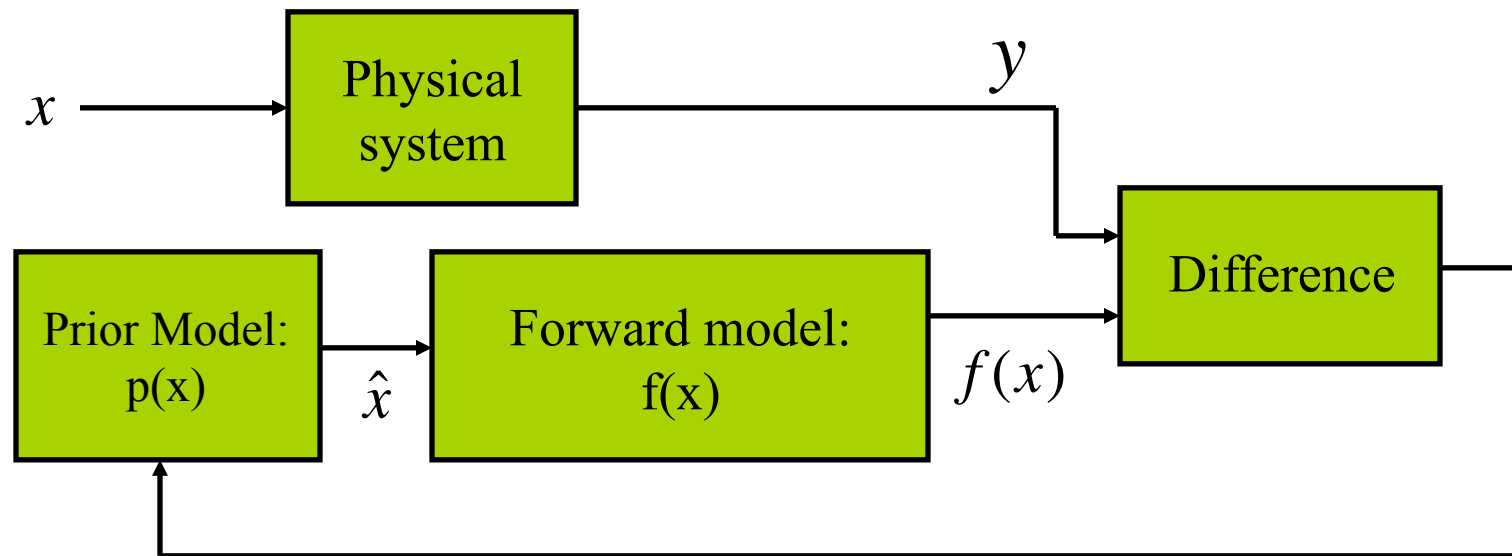 x
Physical
system
y
Difference
Prior Model:
p(x)
x̂
Forward model:
f(x)
f(x)